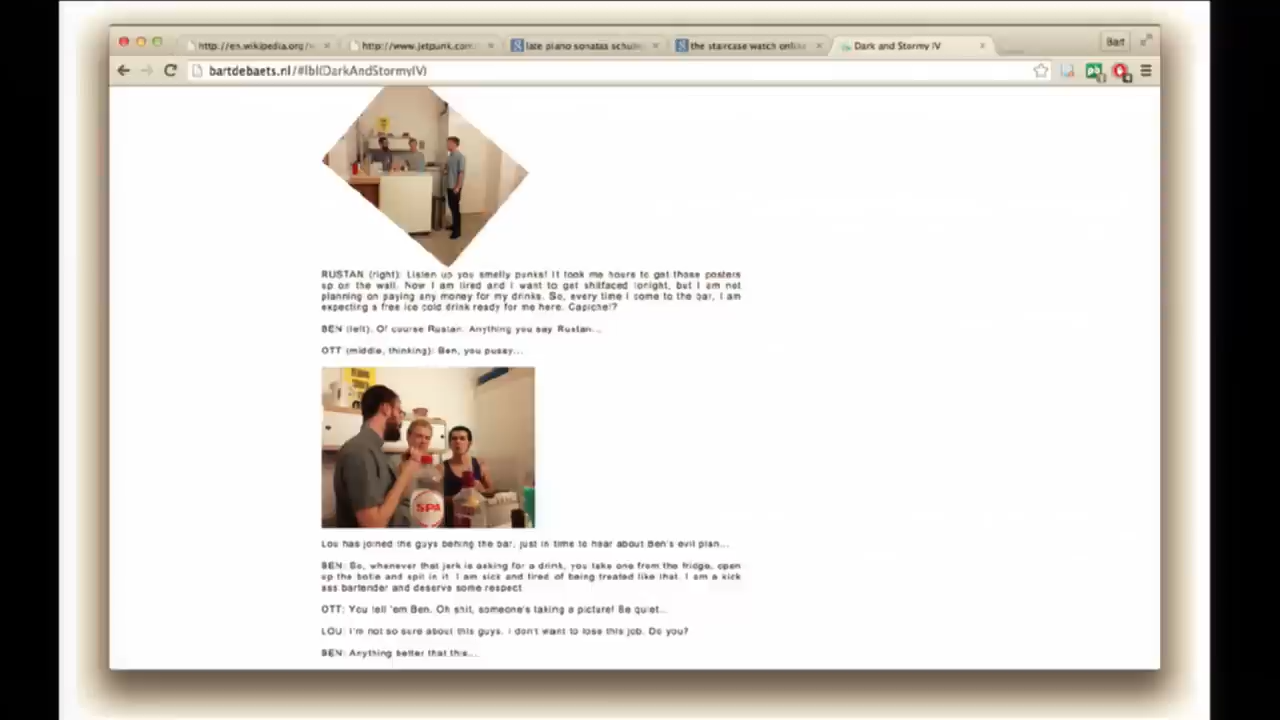 http://en.wikipedia.org/w
http://www.jetpunk.com
late piano sonatas schub
the staircase watch online
Dark and Stormy IV
Bart
bartdebaets.nl/#lbl(DarkAndStormyIV)
RUSTAN (right): Listen up you smelly punks! It took me hours to get those posters
up on the wall. Now I am tired and I want to get shitfaced tonight, but I am not
planning on paying any money for my drinks. So, every time I come to the bar, I am
expecting a free ice cold drink ready for me here. Capiche!?
BEN (left): Of course Rustan. Anything you say Rustan...
OTT (middle, thinking): Ben, you pussy...
SPA
Lou has joined the guys behing the bar, just in time to hear about Ben's evil plan...
BEN: So, whenever that jerk is asking for a drink, you take one from the fridge, open
up the botle and spit in it. I am sick and tired of being treated like that. I am a kick
ass bartender and deserve some respect.
OTT: You tell 'em Ben. Oh shit, someone's taking a picture! Be quiet...
LOU: I'm not so sure about this guys. I don't want to lose this job. Do you?
BEN: Anything better that this...